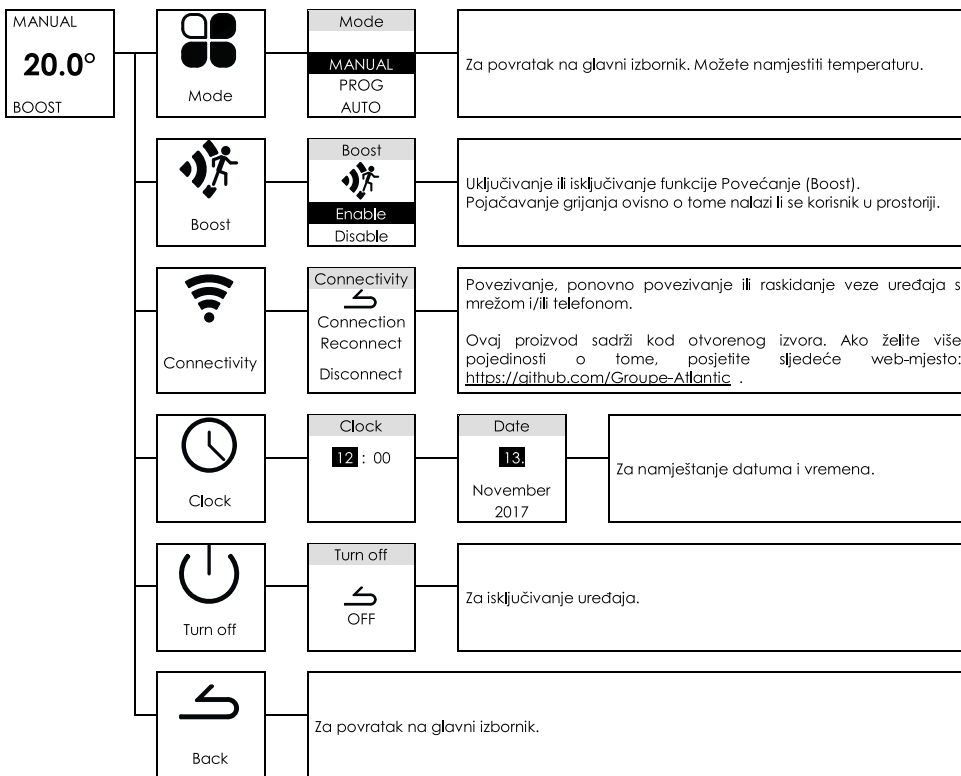 MANUAL
20.0°
BOOST
Mode
Mode
MANUAL
PROG
AUTO
Za povratak na glavni izbornik. Možete namjestiti temperaturu.
Boost
Boost
Enable
Disable
Uključivanje ili isključivanje funkcije Povećanje (Boost).
Pojačavanje grijanja ovisno o tome nalazi li se korisnik u prostoriji.
Connectivity
Connectivity
Connection
Reconnect
Disconnect
Povezivanje, ponovno povezivanje ili raskidanje veze uređaja s
mrežom i/ili telefonom.
Ovaj proizvod sadrži kod otvorenog izvora. Ako želite više
pojedinosti o tome, posjetite sljedeće web-mjesto:
https://github.com/Groupe-Atlantic .
Clock
Clock
12 : 00
Date
13.
November
2017
Za namještanje datuma i vremena.
Turn off
Turn off
OFF
Za isključivanje uređaja.
Back
Za povratak na glavni izbornik.